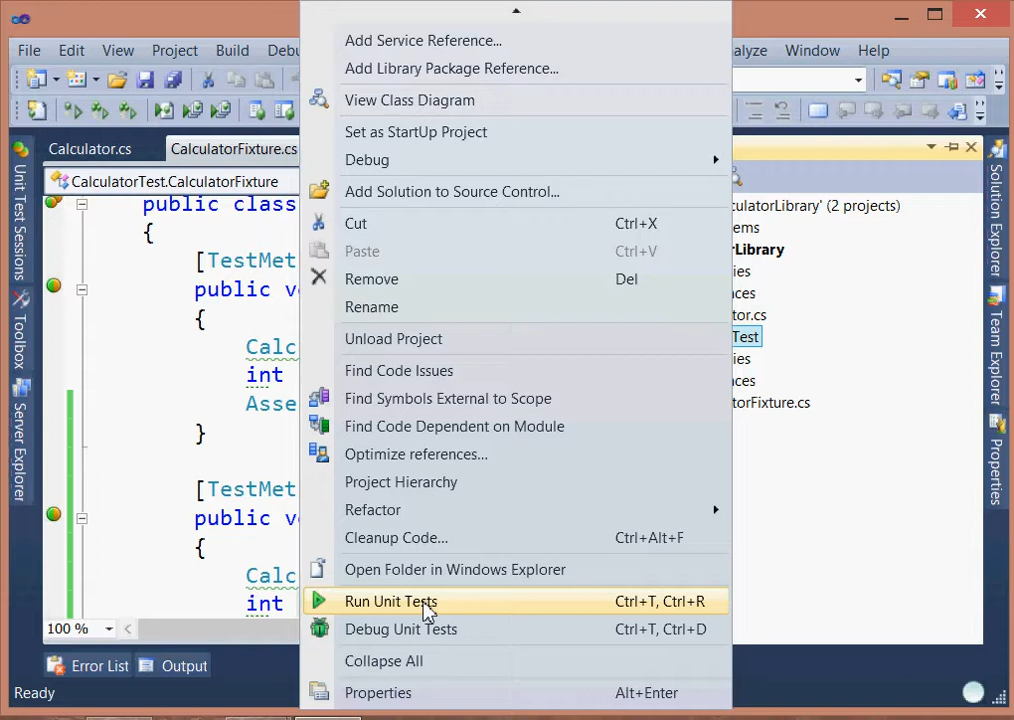 File Edit View Project Build Debu
alyze Window Help
Calculator.cs CalculatorFixture.cs
CalculatorTest.CalculatorFixture
public class
{
[TestMet
public vo
{
Calc
int
Asse
}
[TestMet
public vo
{
Calc
int
100 %
Error List Output
Ready
Unit Test Sessions
Toolbox
Server Explorer
Add Service Reference...
Add Library Package Reference...
View Class Diagram
Set as StartUp Project
Debug
Add Solution to Source Control...
Cut Ctrl+X
Paste Ctrl+V
Remove Del
Rename
Unload Project
Find Code Issues
Find Symbols External to Scope
Find Code Dependent on Module
Optimize references...
Project Hierarchy
Refactor
Cleanup Code... Ctrl+Alt+F
Open Folder in Windows Explorer
Run Unit Tests Ctrl+T, Ctrl+R
Debug Unit Tests Ctrl+T, Ctrl+D
Collapse All
Properties Alt+Enter
culatorLibrary' (2 projects)
ems
rLibrary
ies
nces
tor.cs
Test
ies
nces
torFixture.cs
Solution Explorer
Team Explorer
Properties